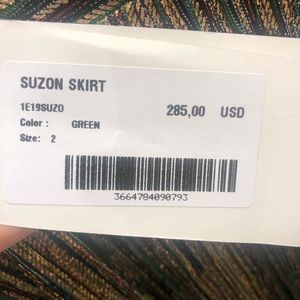 SUZON SKIRT
1E19SUZO 285,00 USD
Color : GREEN
Size: 2
3664784090793